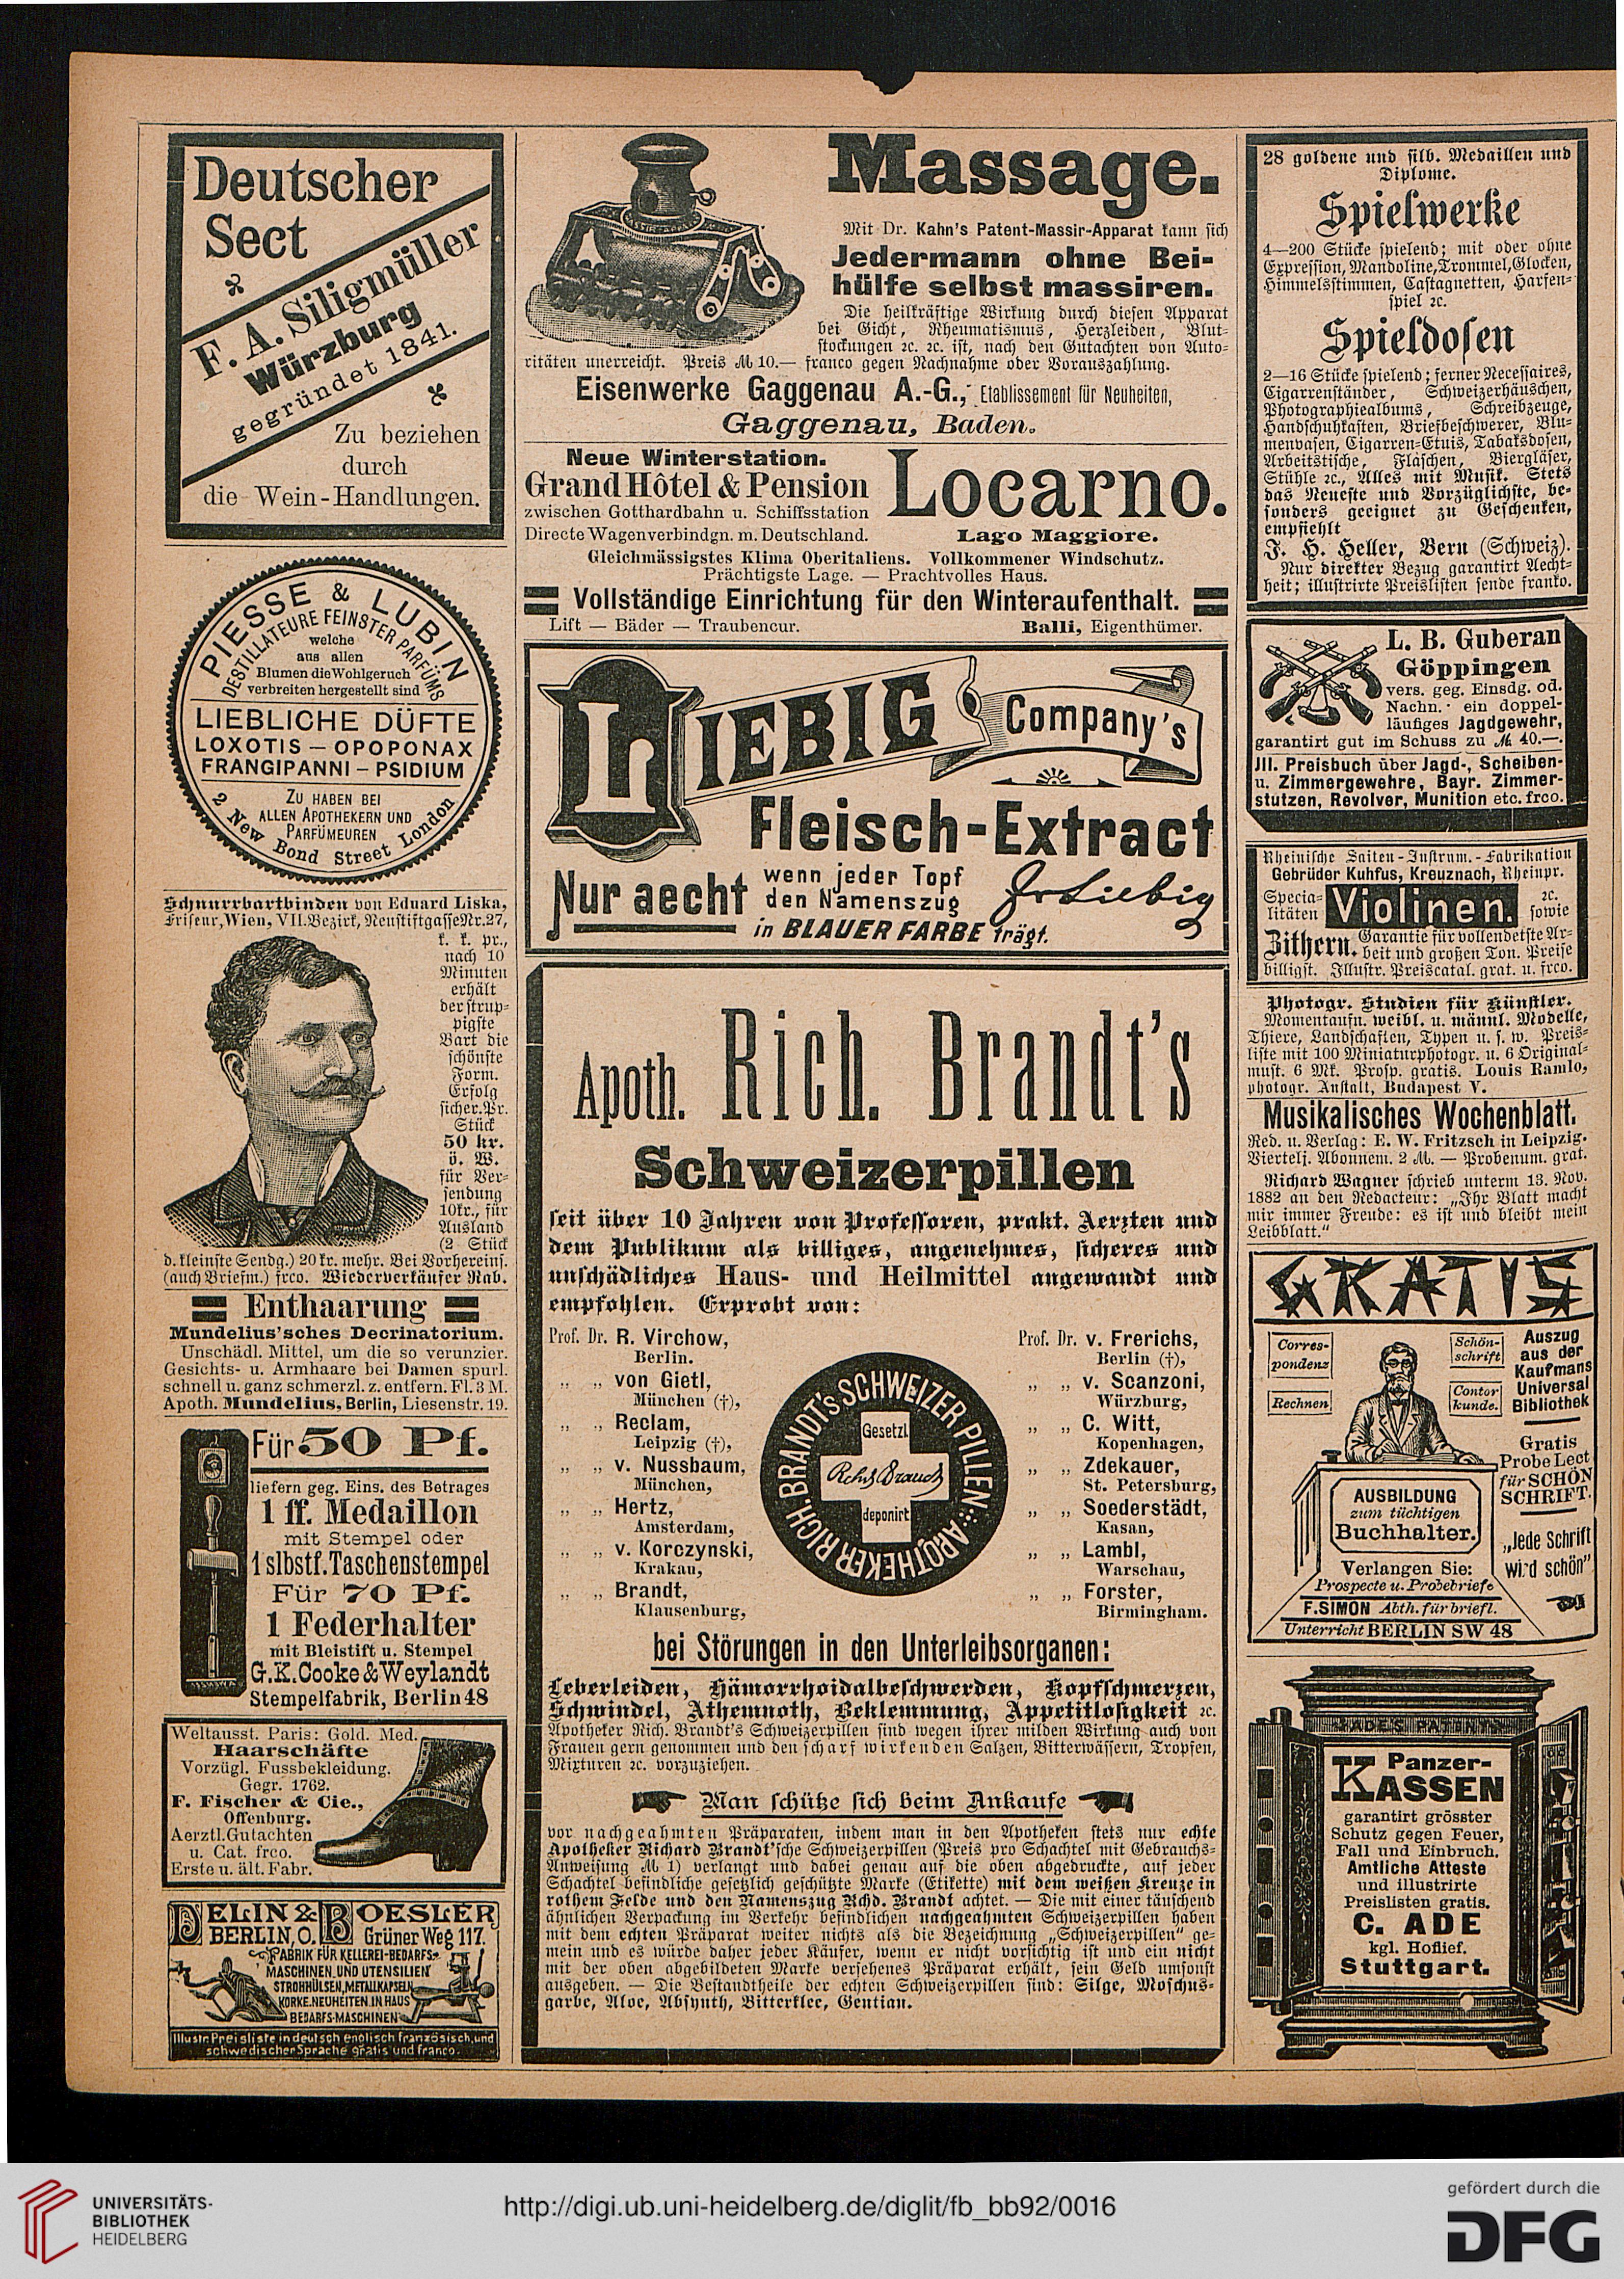 Deutscher
Sect
F. A. Siligmüller
Würzburg
gegründet 1841.
Zu beziehen
durch
die Wein-Handlungen.
PIESSE & LUBIN
DESTILLATEURE FEINSTER PARFÜMS
welche
aus allen
Blumen die Wohlgeruch
verbreiten hergestellt sind
LIEBLICHE DÜFTE
LOXOTIS – OPOPONAX
FRANGIPANNI – PSIDIUM
ZU HABEN BEI
ALLEN APOTHEKERN UND
PARFÜMEUREN
2 New Bond Street London
Schnurrbartbinden von Eduard Liska,
Friseur, Wien, VII. Bezirk, Neustiftgasse Nr. 27,
k. k. pr.,
nach 10
Minuten
erhält
der strup-
pigste
Bart die
schönste
Form.
Erfolg
sicher. Pr.
Stück
50 kr.
ö. W.
für Ver-
sendung
10kr., für
Ausland
(2 Stück
d. kleinste Sendg.) 20 kr. mehr. Bei Vorhereins.
(auch Briefm.) frco. Wiederverkäufer Rab.
Enthaarung
Mundelius'sches Decrinatorium.
Unschädl. Mittel, um die so verunzier.
Gesichts- u. Armhaare bei Damen spurl.
schnell u. ganz schmerzl. z. entfern. Fl. 3 M.
Apoth. Mundelius, Berlin, Liesenstr. 19.
Für 50 Pf.
liefern geg. Eins. des Betrages
1 ff. Medaillon
mit Stempel oder
1 slbstf. Taschenstempel
Für 70 Pf.
1 Federhalter
mit Bleistift u. Stempel
G.K. Cooke & Weylandt
Stempelfabrik, Berlin 48
Weltausst. Paris: Gold. Med.
Haarschäfte
Vorzügl. Fussbekleidung.
Gegr. 1762.
F. Fischer & Cie.,
Offenburg.
Aerztl. Gutachten
u. Cat. frco.
Erste u. ält. Fabr.
DELIN & BOESLER
BERLIN, O. Grüner Weg 117.
FABRIK FÜR KELLEREI-BEDARFS-
MASCHINEN UND UTENSILIEN
STROHHÜLSEN, METALLKAPSELN
KORKE. NEUHEITEN IN HAUS
BEDARFS-MASCHINEN
Illustr. Preisliste in deutsch englisch französisch und
schwedischer Sprache gratis und franco.
Massage.
Mit Dr. Kahn's Patent-Massir-Apparat kann sich
Jedermann ohne Bei-
hülfe selbst massiren.
Die heilkräftige Wirkung durch diesen Apparat
bei Gicht, Rheumatismus, Herzleiden, Blut-
stockungen ꝛc. ꝛc. ist, nach den Gutachten von Auto-
ritäten unerreicht. Preis M 10.— franco gegen Nachnahme oder Vorauszahlung.
Eisenwerke Gaggenau A.-G., Etablissement für Neuheiten,
Gaggenau, Baden.
Neue Winterstation.
Grand Hôtel & Pension Locarno.
zwischen Gotthardbahn u. Schiffsstation
Directe Wagenverbindgn. m. Deutschland. Lago Maggiore.
Gleichmässigstes Klima Oberitaliens. Vollkommener Windschutz.
Prächtigste Lage. — Prachtvolles Haus.
Vollständige Einrichtung für den Winteraufenthalt.
Lift — Bäder — Traubencur. Balli, Eigenthümer.
LIEBIG Company's
Fleisch-Extract
Nur aecht wenn jeder Topf
den Namenszug JvLiebig
in BLAUER FARBE trägt.
Apoth. Rich. Brandt's
Schweizerpillen
seit über 10 Jahren von Professoren, prakt. Aerzten und
dem Publikum als billiges, angenehmes, sicheres und
unschädliches Haus- und Heilmittel angewandt und
empfohlen. Erprobt von:
Prof. Dr. R. Virchow,
Berlin.
„ „ von Gietl,
München (†),
„ „ Reclam,
Leipzig (†),
„ „ v. Nussbaum,
München,
„ „ Hertz,
Amsterdam,
„ „ v. Korczynski,
Krakau,
„ „ Brandt,
Klausenburg,
APOTHEKER RICH. BRANDT'S SCHWEIZER PILLEN
Gesetzl.
Rchd Brandt
deponirt
Prof. Dr. v. Frerichs,
Berlin (†),
„ „ v. Scanzoni,
Würzburg,
„ „ C. Witt,
Kopenhagen,
„ „ Zdekauer,
St. Petersburg,
„ „ Soederstädt,
Kasan,
„ „ Lambl,
Warschau,
„ „ Forster,
Birmingham.
bei Störungen in den Unterleibsorganen:
Leberleiden, Hämorrhoidalbeschwerden, Kopfschmerzen,
Schwindel, Athemnoth, Beklemmung, Appetitlosigkeit ꝛc.
Apotheker Rich. Brandt's Schweizerpillen sind wegen ihrer milden Wirkung auch von
Frauen gern genommen und den scharf wirkenden Salzen, Bitterwässern, Tropfen,
Mixturen ꝛc. vorzuziehen.
Man schütze sich beim Ankaufe
vor nachgeahmten Präparaten, indem man in den Apotheken stets nur echte
Apotheker Richard Brandt'sche Schweizerpillen (Preis pro Schachtel mit Gebrauchs-
Anweisung M 1) verlangt und dabei genau auf die oben abgedruckte, auf jeder
Schachtel befindliche gesetzlich geschützte Marke (Etikette) mit dem weißen Kreuze in
rothem Felde und den Namenszug Rchd. Brandt achtet. — Die mit einer täuschend
ähnlichen Verpackung im Verkehr befindlichen nachgeahmten Schweizerpillen haben
mit dem echten Präparat weiter nichts als die Bezeichnung „Schweizerpillen" ge-
mein und es würde daher jeder Käufer, wenn er nicht vorsichtig ist und ein nicht
mit der oben abgebildeten Marke versehenes Präparat erhält, sein Geld umsonst
ausgeben. — Die Bestandtheile der echten Schweizerpillen sind: Silge, Moschus-
garbe, Aloe, Absynth, Bitterklee, Gentian.
28 goldene und silb. Medaillen und
Diplome.
Spielwerke
4—200 Stücke spielend; mit oder ohne
Expression, Mandoline, Trommel, Glocken,
Himmelsstimmen, Castagnetten, Harfen-
spiel ꝛc.
Spieldosen
2—16 Stücke spielend; ferner Necessaires,
Cigarrenständer, Schweizerhäuschen,
Photographiealbums, Schreibzeuge,
Handschuhkasten, Briefbeschwerer, Blu-
menvasen, Cigarren-Etuis, Tabaksdosen,
Arbeitstische, Flaschen, Biergläser,
Stühle ꝛc., Alles mit Musik. Stets
das Neueste und Vorzüglichste, be-
sonders geeignet zu Geschenken,
empfiehlt
J. H. Heller, Bern (Schweiz).
Nur direkter Bezug garantirt Aecht-
heit; illustrirte Preislisten sende franko.
L. B. Guberan
Göppingen
vers. geg. Einsdg. od.
Nachn. ein doppel-
läufiges Jagdgewehr,
garantirt gut im Schuss zu M 40.—.
Jll. Preisbuch über Jagd-, Scheiben-
u. Zimmergewehre, Bayr. Zimmer-
stutzen, Revolver, Munition etc. frco.
Rheinische Saiten-Instrum.-Fabrikation
Gebrüder Kuhfus, Kreuznach, Rheinpr.
Specia-
litäten Violinen. ꝛc.
sowie
Zithern. Garantie für vollendetste Ar-
beit und großen Ton. Preise
billigst. Illustr. Preiscatal. grat. u. frco.
Photogr. Studien für Künstler.
Momentaufn. weibl. u. männl. Modelle,
Thiere, Landschaften, Typen u. s. w. Preis-
liste mit 100 Miniaturphotogr. u. 6 Original-
must. 6 Mk. Prosp. gratis. Louis Ramlo,
photogr. Anstalt, Budapest V.
Musikalisches Wochenblatt.
Red. u. Verlag: E. W. Fritzsch in Leipzig.
Viertelj. Abonnem. 2 M. — Probenum. grat.
Richard Wagner schrieb unterm 13. Nov.
1882 an den Redacteur: „Ihr Blatt macht
mir immer Freude: es ist und bleibt mein
Leibblatt."
GRATIS
Corres-
pondenz
Rechnen
Schön-
schrift
Contor
kunde.
Auszug
aus der
Kaufmans
Universal
Bibliothek
Gratis
Probe Lect
für SCHÖN
SCHRIFT.
„Jede Schrift
wird schön"
AUSBILDUNG
zum tüchtigen
Buchhalter.
Verlangen Sie:
Prospecte u. Probebriefe
F. SIMON Abth. für briefl.
Unterricht BERLIN SW 48
ADE'S PATENT
Panzer-
KASSEN
garantirt grösster
Schutz gegen Feuer,
Fall und Einbruch.
Amtliche Atteste
und illustrirte
Preislisten gratis.
C. ADE
kgl. Hoflief.
Stuttgart.
UNIVERSITÄTS-
BIBLIOTHEK
HEIDELBERG
http://digi.ub.uni-heidelberg.de/diglit/fb_bb92/0016
gefördert durch die
DFG